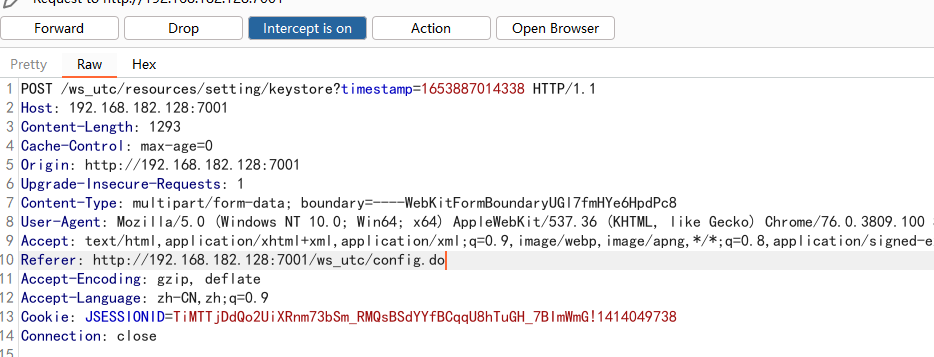 Request to http://192.168.182.128:7001
Forward Drop Intercept is on Action Open Browser
Pretty Raw Hex
1 POST /ws_utc/resources/setting/keystore?timestamp=1653887014338 HTTP/1.1
2 Host: 192.168.182.128:7001
3 Content-Length: 1293
4 Cache-Control: max-age=0
5 Origin: http://192.168.182.128:7001
6 Upgrade-Insecure-Requests: 1
7 Content-Type: multipart/form-data; boundary=----WebKitFormBoundaryUGl7fmHYe6HpdPc8
8 User-Agent: Mozilla/5.0 (Windows NT 10.0; Win64; x64) AppleWebKit/537.36 (KHTML, like Gecko) Chrome/76.0.3809.100
9 Accept: text/html,application/xhtml+xml,application/xml;q=0.9,image/webp,image/apng,*/*;q=0.8,application/signed-e
10 Referer: http://192.168.182.128:7001/ws_utc/config.do
11 Accept-Encoding: gzip, deflate
12 Accept-Language: zh-CN,zh;q=0.9
13 Cookie: JSESSIONID=TiMTTjDdQo2UiXRnm73bSm_RMQsBSdYYfBCqqU8hTuGH_7BlmWmG!1414049738
14 Connection: close
15